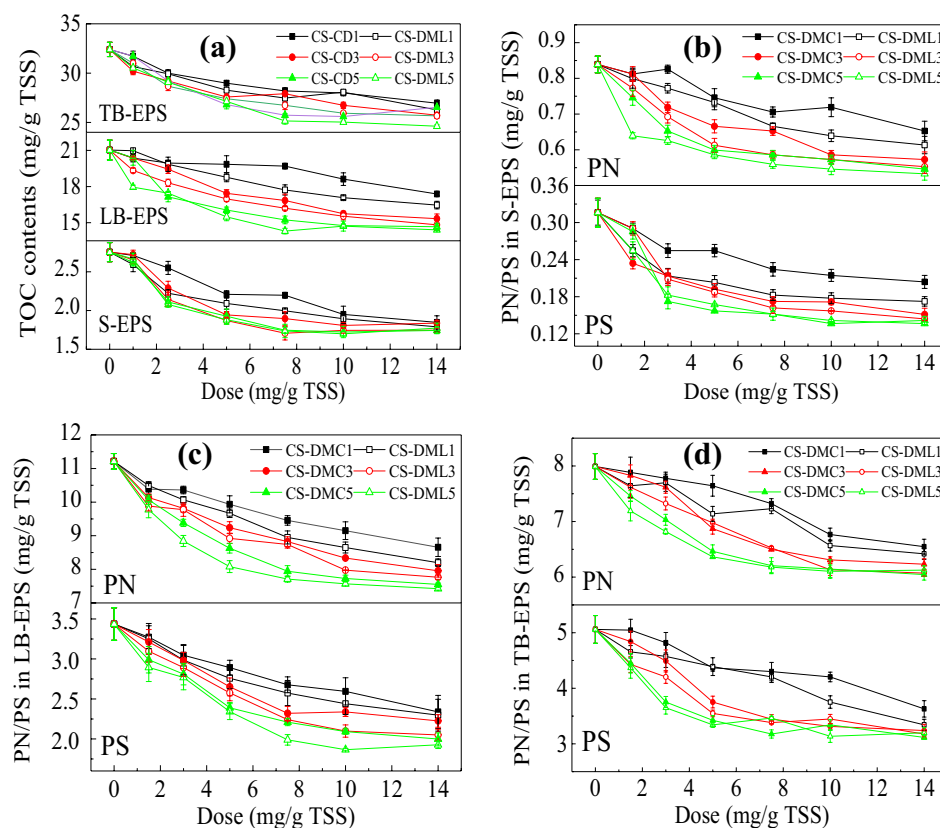 (a)
CS-CD1 CS-DML1
CS-CD3 CS-DML3
CS-CD5 CS-DML5
TOC contents (mg/g TSS)
35
30
25
TB-EPS
21
18
15
LB-EPS
2.5
2.0
1.5
S-EPS
0 2 4 6 8 10 12 14
Dose (mg/g TSS)
(b)
CS-DMC1 CS-DML1
CS-DMC3 CS-DML3
CS-DMC5 CS-DML5
PN/PS in S-EPS (mg/g TSS)
0.9
0.8
0.6
PN
0.36
0.30
0.24
0.18
0.12
PS
0 2 4 6 8 10 12 14
Dose (mg/g TSS)
(c)
CS-DMC1 CS-DML1
CS-DMC3 CS-DML3
CS-DMC5 CS-DML5
PN/PS in LB-EPS (mg/g TSS)
12
11
10
9
8
7
PN
3.5
3.0
2.5
2.0
PS
0 2 4 6 8 10 12 14
Dose (mg/g TSS)
(d)
CS-DMC1 CS-DML1
CS-DMC3 CS-DML3
CS-DMC5 CS-DML5
PN/PS in TB-EPS (mg/g TSS)
8
7
6
PN
5
4
3
PS
0 2 4 6 8 10 12 14
Dose (mg/g TSS)